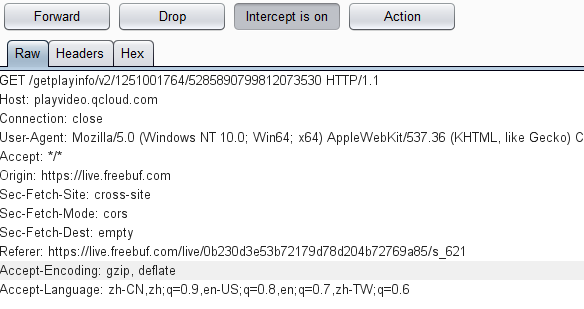 Forward Drop Intercept is on Action
Raw Headers Hex
GET /getplayinfo/v2/1251001764/5285890799812073530 HTTP/1.1
Host: playvideo.qcloud.com
Connection: close
User-Agent: Mozilla/5.0 (Windows NT 10.0; Win64; x64) AppleWebKit/537.36 (KHTML, like Gecko) C
Accept: */*
Origin: https://live.freebuf.com
Sec-Fetch-Site: cross-site
Sec-Fetch-Mode: cors
Sec-Fetch-Dest: empty
Referer: https://live.freebuf.com/live/0b230d3e53b72179d78d204b72769a85/s_621
Accept-Encoding: gzip, deflate
Accept-Language: zh-CN,zh;q=0.9,en-US;q=0.8,en;q=0.7,zh-TW;q=0.6